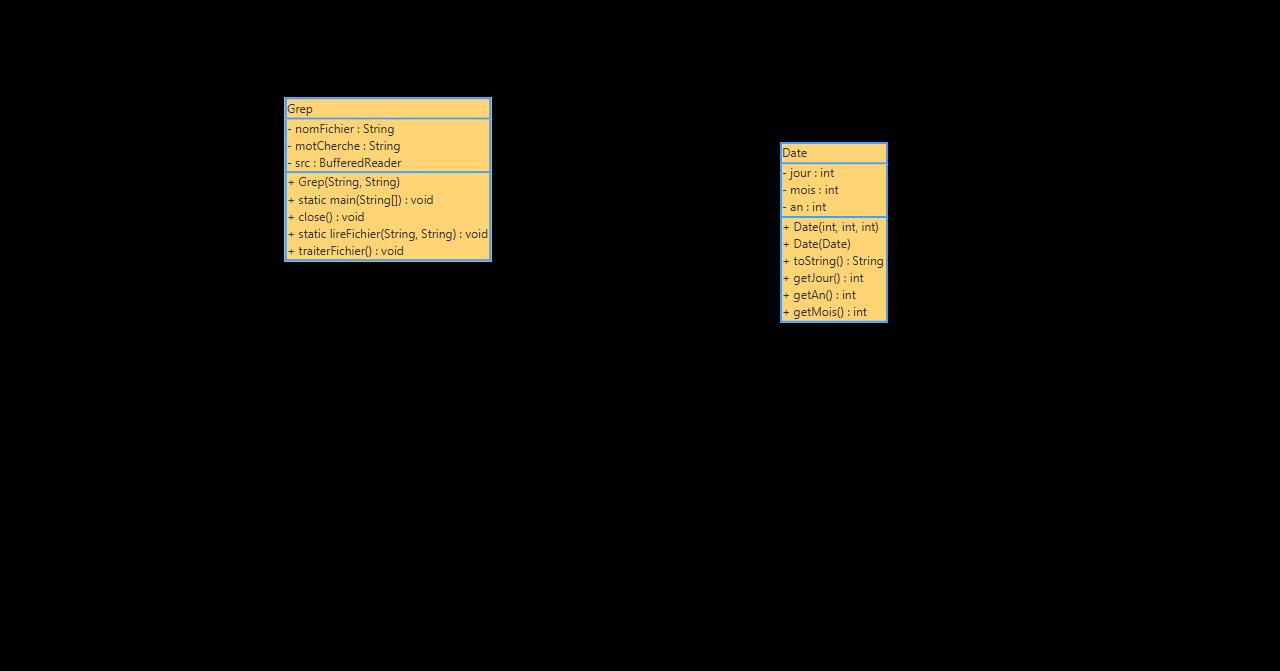 Grep
- nomFichier : String
- motCherche : String
- src : BufferedReader
+ Grep(String, String)
+ static main(String[]) : void
+ close() : void
+ static lireFichier(String, String) : void
+ traiterFichier() : void
Date
- jour : int
- mois : int
- an : int
+ Date(int, int, int)
+ Date(Date)
+ toString() : String
+ getJour() : int
+ getAn() : int
+ getMois() : int